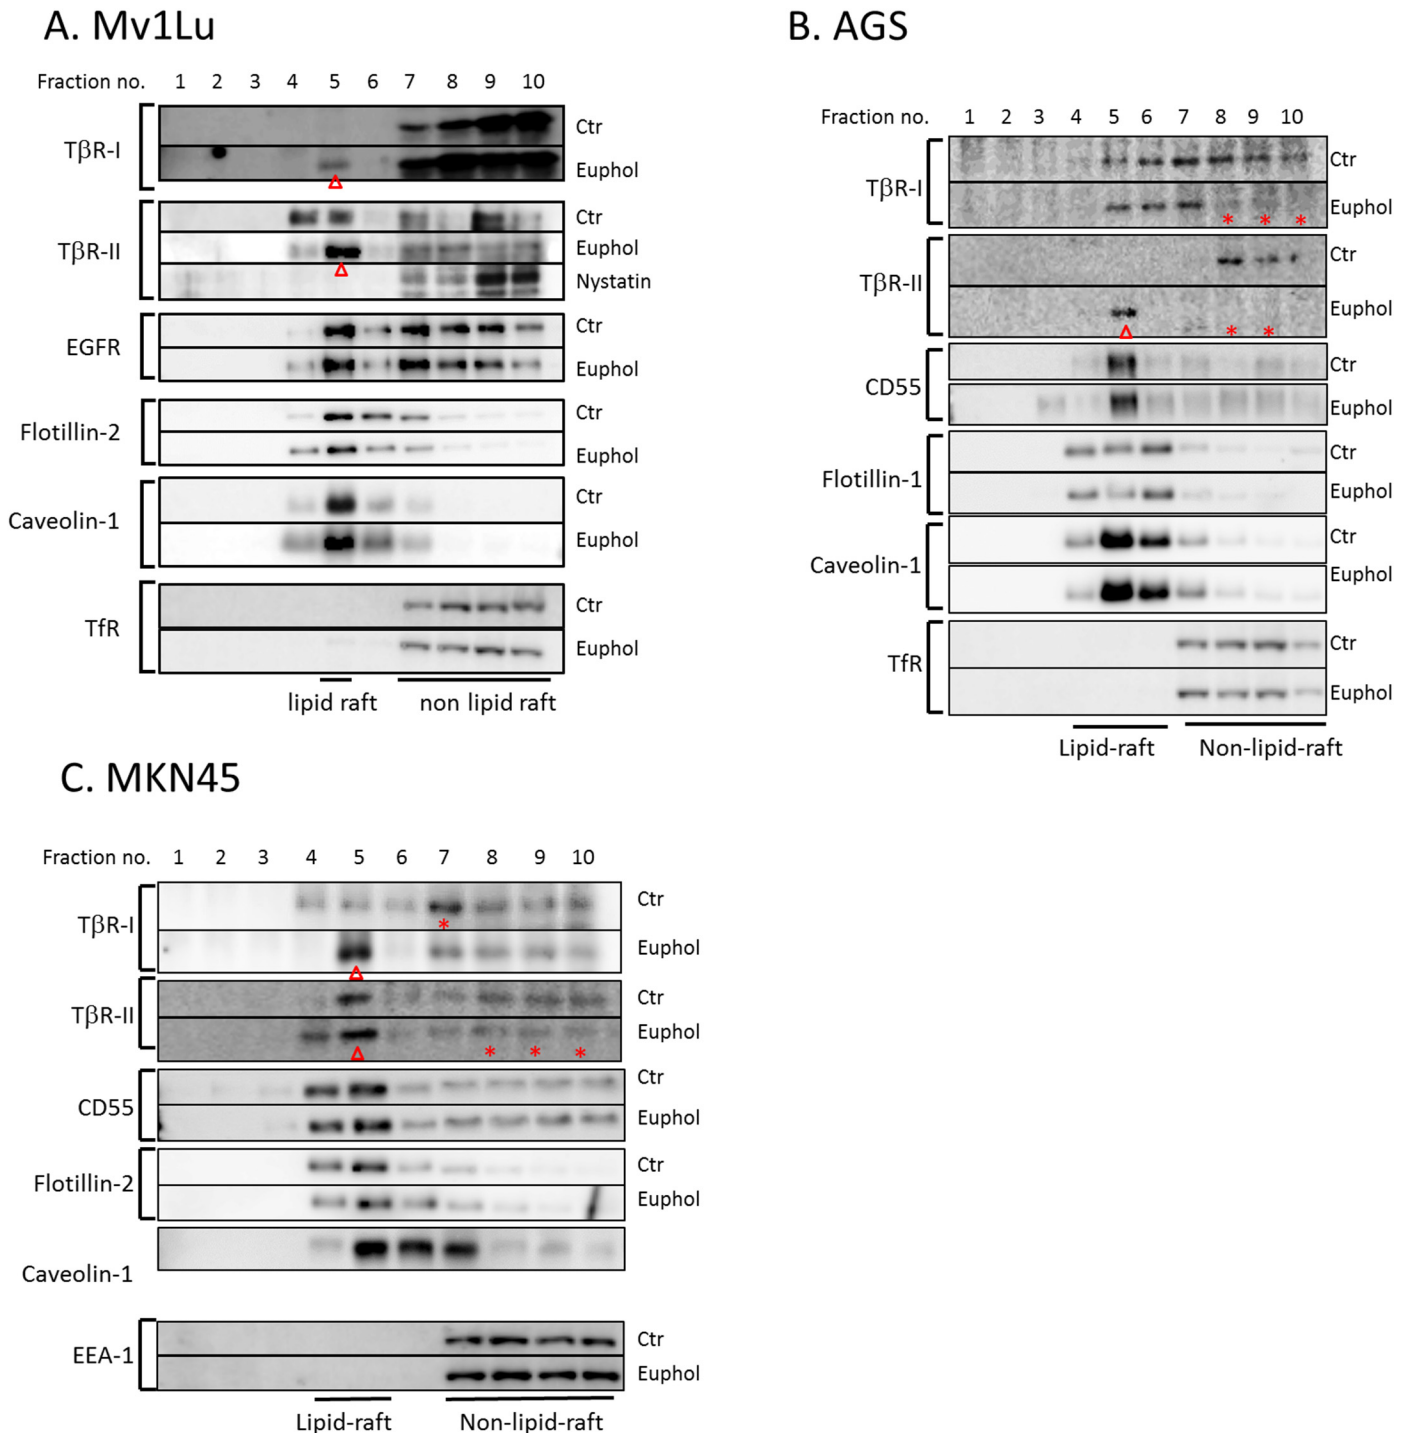 A. Mv1Lu
Fraction no. 1 2 3 4 5 6 7 8 9 10
TβR-I
Ctr
Euphol
Δ
TβR-II
Ctr
Euphol
Δ
Nystatin
EGFR
Ctr
Euphol
Flotillin-2
Ctr
Euphol
Caveolin-1
Ctr
Euphol
TfR
Ctr
Euphol
lipid raft non lipid raft
B. AGS
Fraction no. 1 2 3 4 5 6 7 8 9 10
TβR-I
Ctr
Euphol
* * *
TβR-II
Ctr
Euphol
Δ * *
CD55
Ctr
Euphol
Flotillin-1
Ctr
Euphol
Caveolin-1
Ctr
Euphol
TfR
Ctr
Euphol
Lipid-raft Non-lipid-raft
C. MKN45
Fraction no. 1 2 3 4 5 6 7 8 9 10
TβR-I
Ctr
*
Euphol
Δ
TβR-II
Ctr
Euphol
Δ * * *
CD55
Ctr
Euphol
Flotillin-2
Ctr
Euphol
Caveolin-1
EEA-1
Ctr
Euphol
Lipid-raft Non-lipid-raft